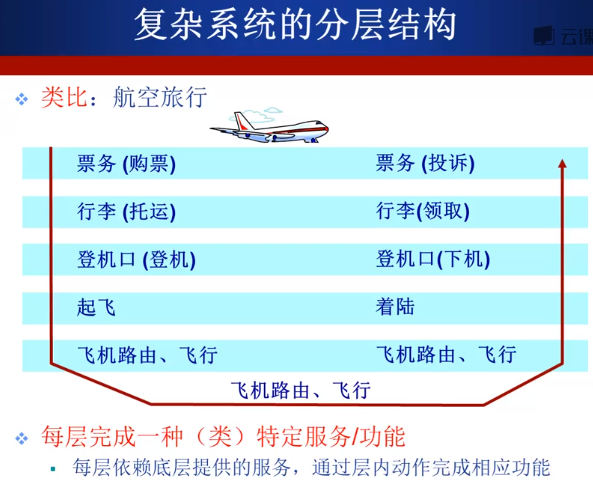 复杂系统的分层结构
云课
类比：航空旅行
票务 (购票) 票务 (投诉)
行李 (托运) 行李(领取)
登机口 (登机) 登机口(下机)
起飞 着陆
飞机路由、飞行 飞机路由、飞行
飞机路由、飞行
每层完成一种（类）特定服务/功能
每层依赖底层提供的服务，通过层内动作完成相应功能